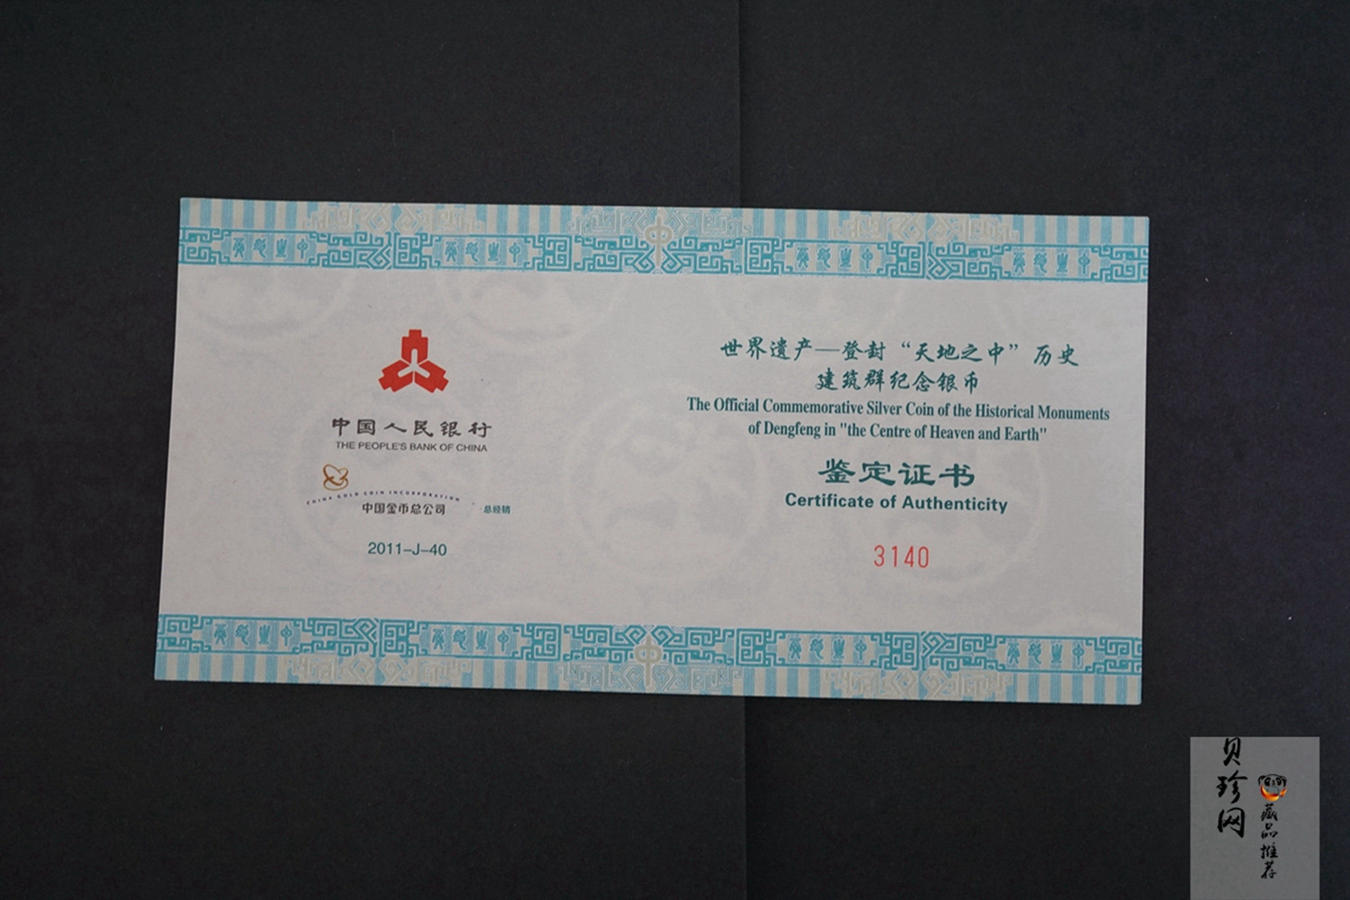 中国人民银行
THE PEOPLE'S BANK OF CHINA
CHINA GOLD COIN INCORPORATION
中国金币总公司 总经销
2011-J-40
世界遗产—登封“天地之中”历史
建筑群纪念银币
The Official Commemorative Silver Coin of the Historical Monuments
of Dengfeng in "the Centre of Heaven and Earth"
鉴定证书
Certificate of Authenticity
3140
贝珍网
藏品推荐